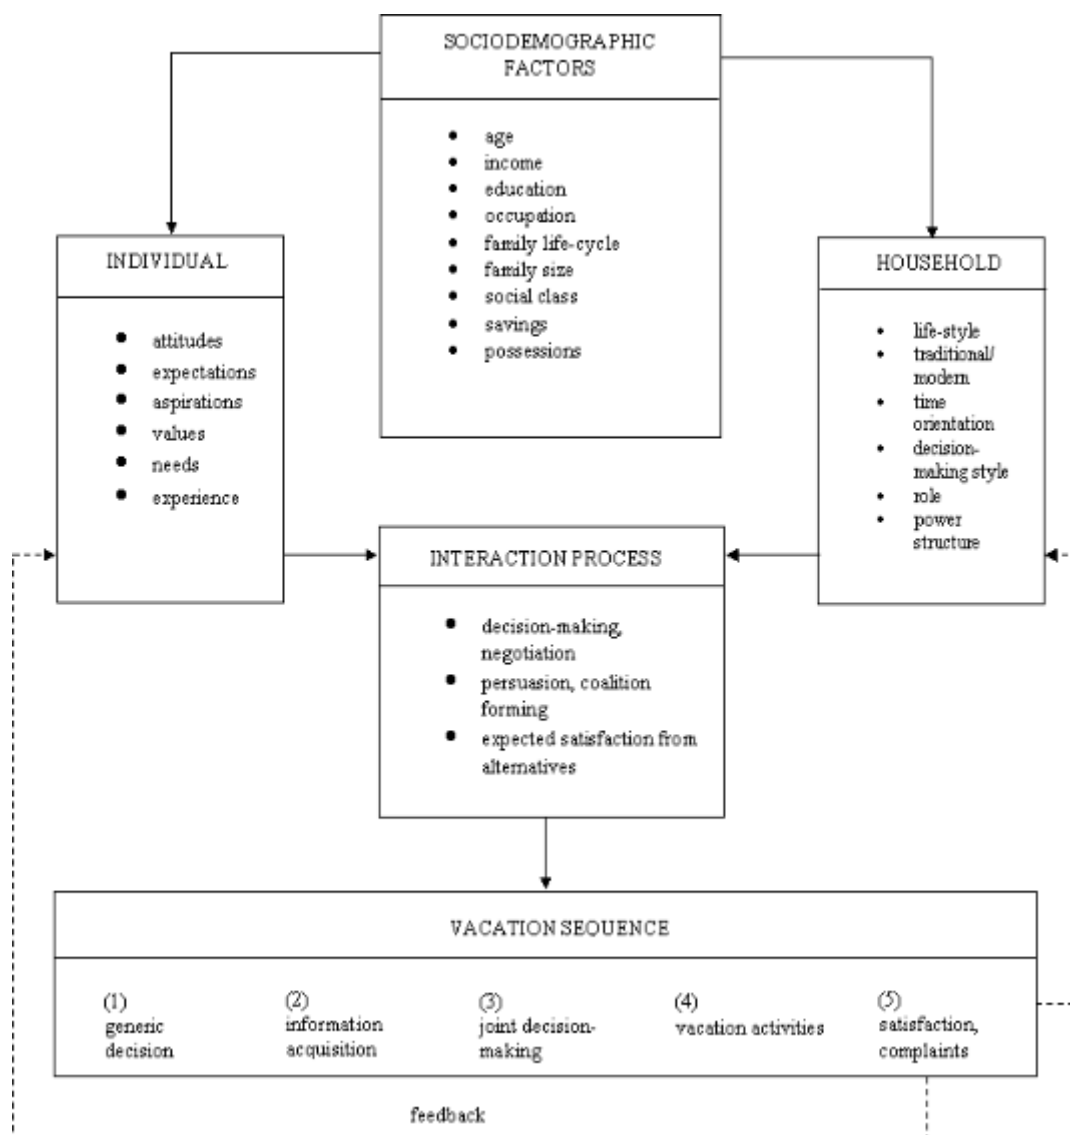 SOCIODEMOGRAPHIC
FACTORS
• age
• income
• education
• occupation
• family life-cycle
• family size
• social class
• savings
• possessions
INDIVIDUAL
• attitudes
• expectations
• aspirations
• values
• needs
• experience
HOUSEHOLD
• life-style
• traditional/
modern
• time
orientation
• decision-
making style
• role
• power
structure
INTERACTION PROCESS
• decision-making,
negotiation
• persuasion, coalition
forming
• expected satisfaction from
alternatives
VACATION SEQUENCE
(1)
generic
decision
(2)
information
acquisition
(3)
joint decision-
making
(4)
vacation activities
(5)
satisfaction,
complaints
feedback